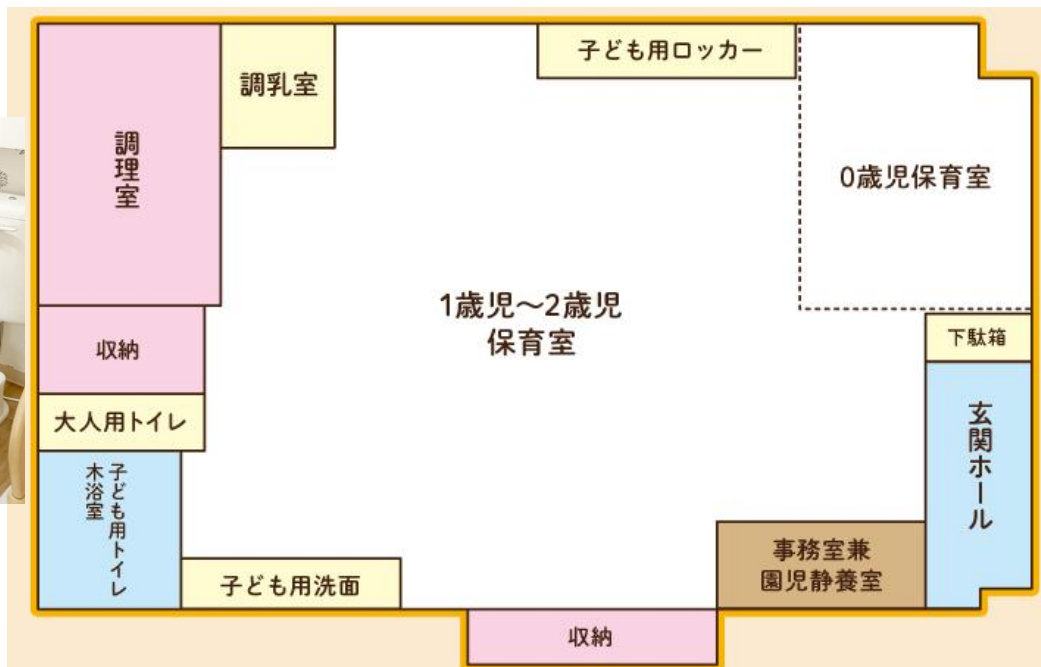 調理室
調乳室
子ども用ロッカー
0歳児保育室
1歳児～2歳児
保育室
収納
下駄箱
大人用トイレ
玄関ホール
子ども用トイレ
木浴室
子ども用洗面
事務室兼
園児静養室
収納